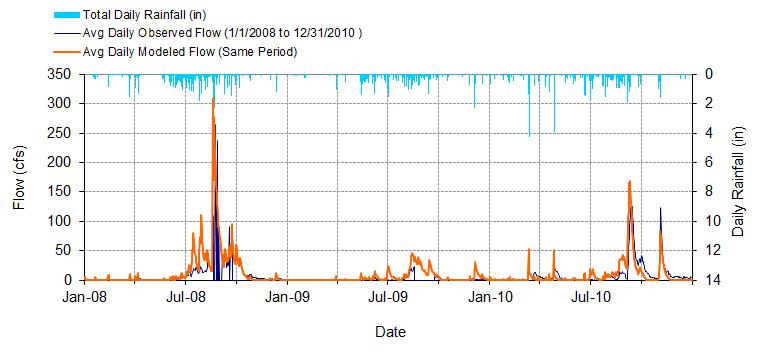 Total Daily Rainfall (in)
Avg Daily Observed Flow (1/1/2008 to 12/31/2010 )
Avg Daily Modeled Flow (Same Period)
350
300
250
200
150
100
50
0
Flow (cfs)
0
2
4
6
8
10
12
14
Daily Rainfall (in)
Jan-08
Jul-08
Jan-09
Jul-09
Jan-10
Jul-10
Date